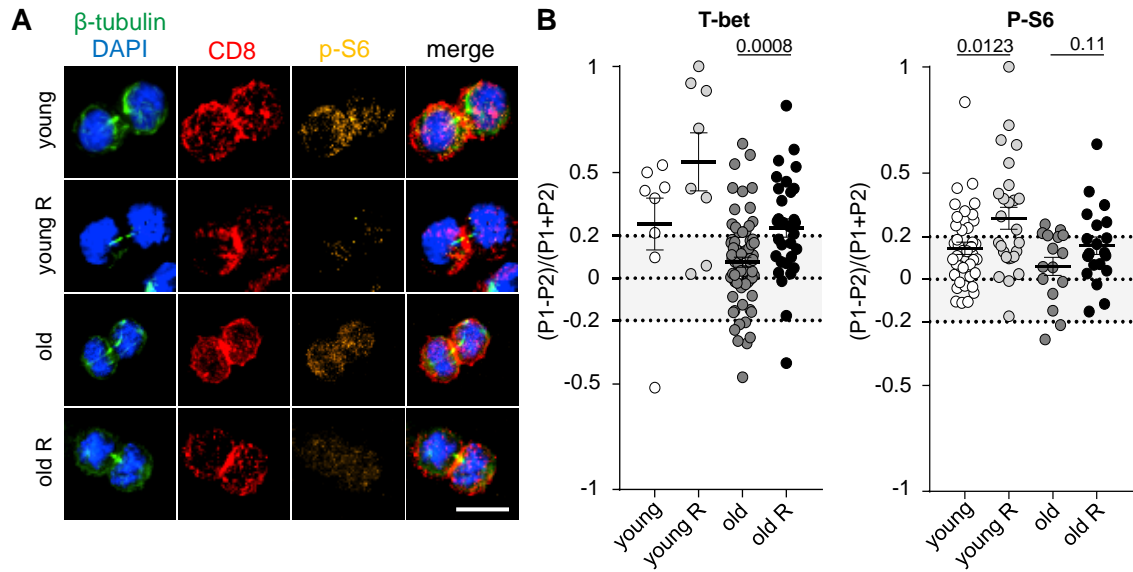 A
β-tubulin
DAPI
CD8
p-S6
merge
young
young R
old
old R
B
T-bet
0.0008
(P1-P2)/(P1+P2)
1
0.5
0.2
0
-0.2
-0.5
-1
young
young R
old
old R
P-S6
0.0123
0.11
(P1-P2)/(P1+P2)
1
0.5
0.2
0
-0.2
-0.5
-1
young
young R
old
old R